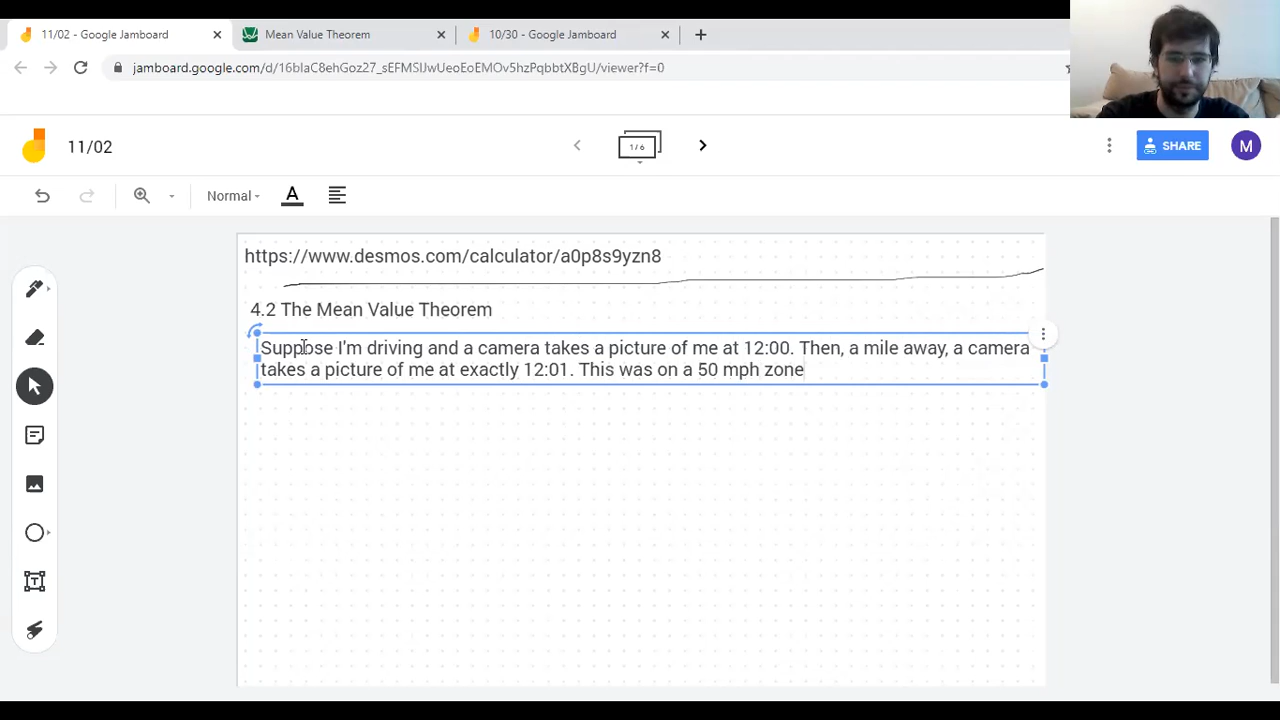 11/02 - Google Jamboard
Mean Value Theorem
10/30 - Google Jamboard
jamboard.google.com/d/16blaC8ehGoz27_sEFMSIJwUeoEoEMOv5hzPqbbtXBgU/viewer?f=0
11/02
1/6
SHARE
M
Normal
A
https://www.desmos.com/calculator/a0p8s9yzn8
4.2 The Mean Value Theorem
Suppose I'm driving and a camera takes a picture of me at 12:00. Then, a mile away, a camera
takes a picture of me at exactly 12:01. This was on a 50 mph zone